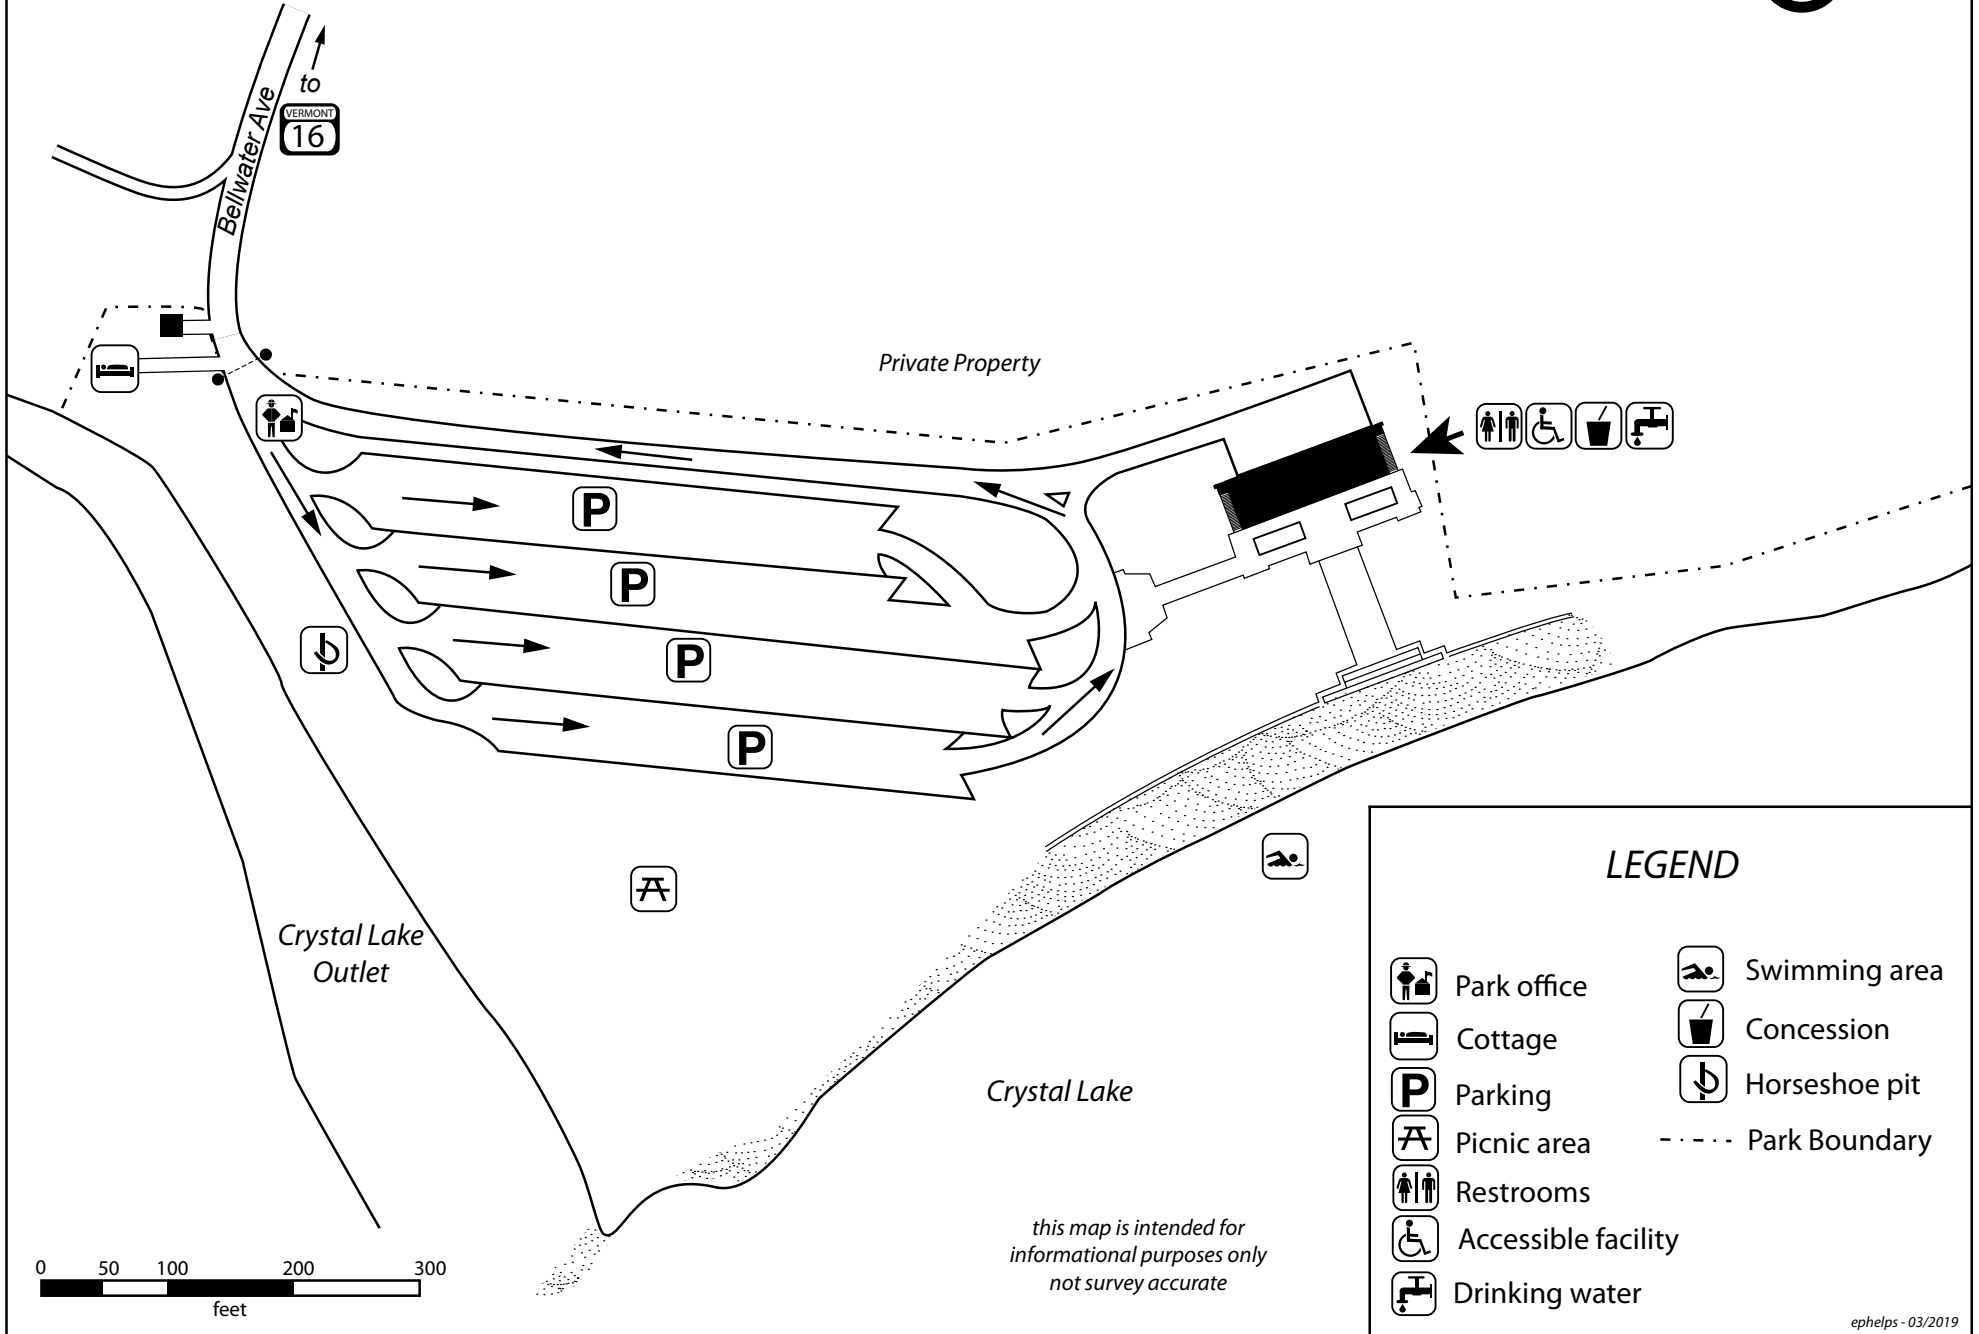 to
VERMONT
16
Bellwater Ave
Private Property
P
P
P
P
Crystal Lake
Outlet
Crystal Lake
this map is intended for
informational purposes only
not survey accurate
0 50 100 200 300
feet
LEGEND
Park office
Cottage
P Parking
Picnic area
Restrooms
Accessible facility
Drinking water
Swimming area
Concession
Horseshoe pit
Park Boundary
ephelps - 03/2019